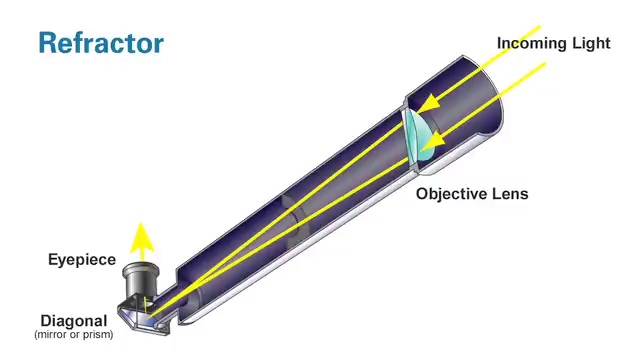 Refractor
Incoming Light
Objective Lens
Eyepiece
Diagonal
(mirror or prism)